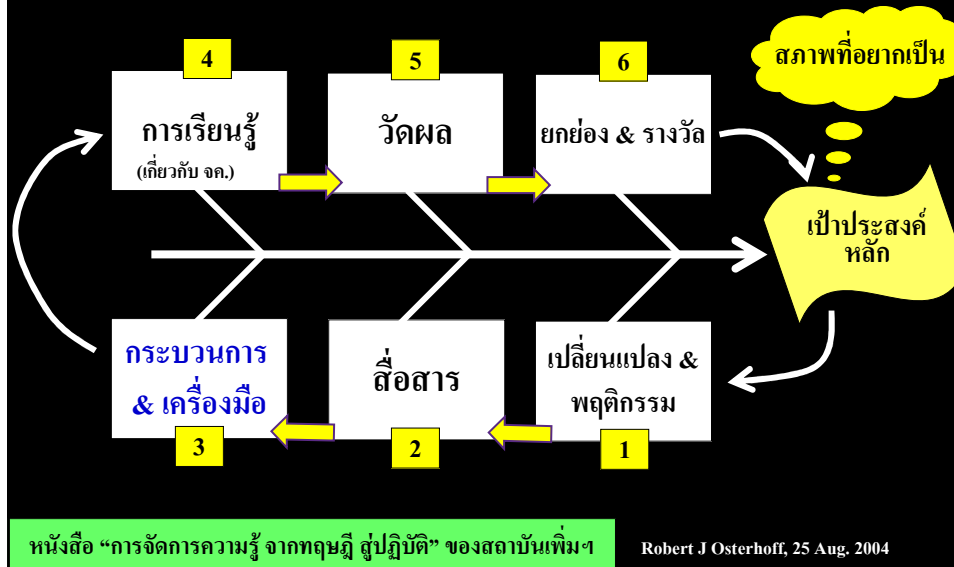 สภาพที่อยากเป็น
4
5
6
การเรียนรู้
(เกี่ยวกับ จค.)
วัดผล
ยกย่อง & รางวัล
เป้าประสงค์
หลัก
กระบวนการ
& เครื่องมือ
สื่อสาร
เปลี่ยนแปลง &
พฤติกรรม
3
2
1
หนังสือ “การจัดการความรู้ จากทฤษฎี สู่ปฏิบัติ” ของสถาบันเพิ่มฯ
Robert J Osterhoff, 25 Aug. 2004